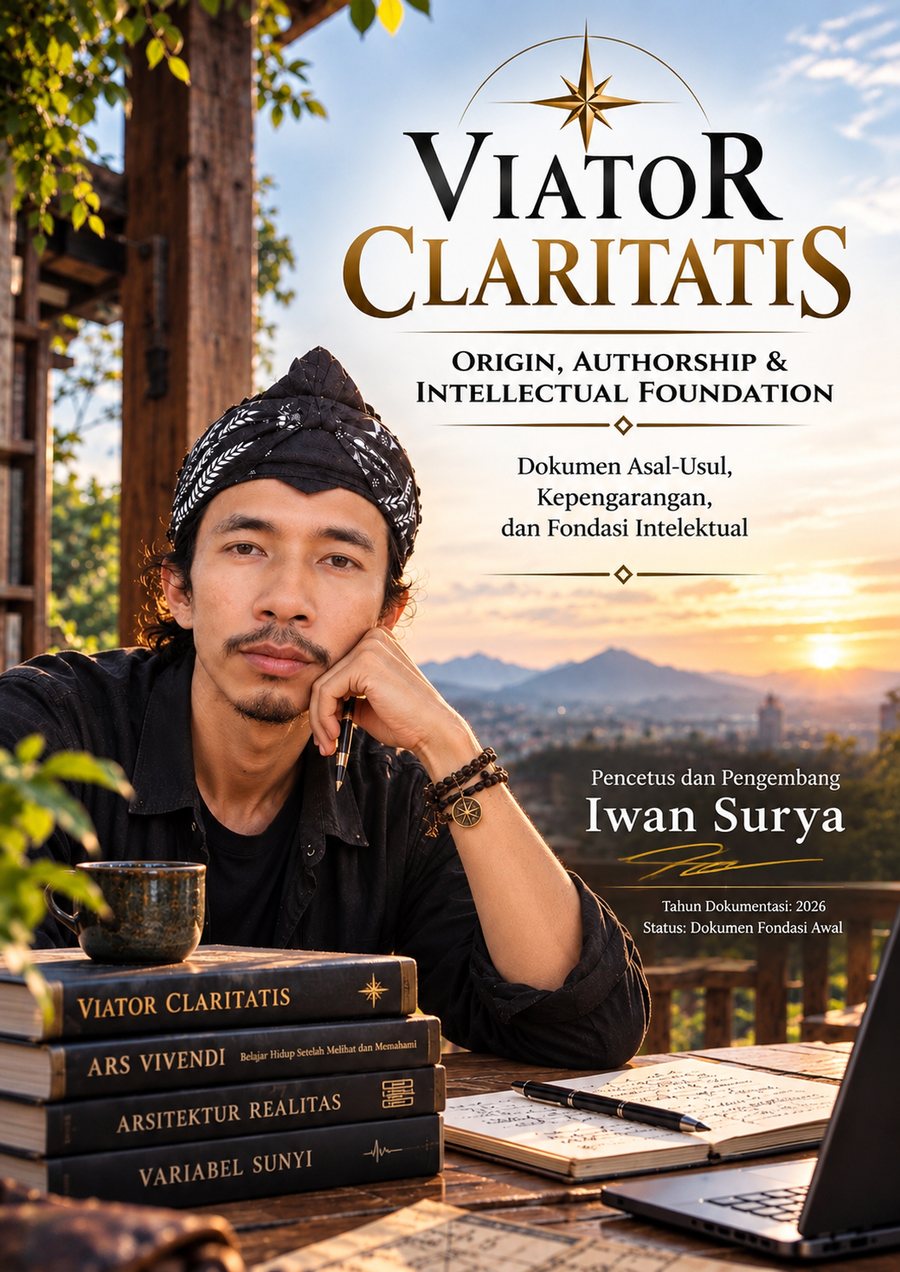 VIATOR
CLARITATIS
ORIGIN, AUTHORSHIP &
INTELLECTUAL FOUNDATION
Dokumen Asal-Usul,
Kepengarangan,
dan Fondasi Intelektual
Pencetus dan Pengembang
Iwan Surya
Tahun Dokumentasi: 2026
Status: Dokumen Fondasi Awal
VIATOR CLARITATIS
ARS VIVENDI Belajar Hidup Setelah Melihat dan Memahami
ARSITEKTUR REALITAS
VARIABEL SUNYI